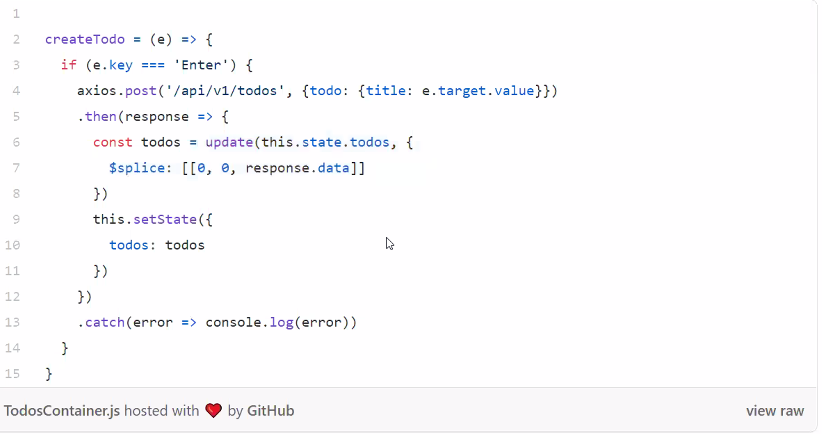 1
2 createTodo = (e) => {
3 if (e.key === 'Enter') {
4 axios.post('/api/v1/todos', {todo: {title: e.target.value}})
5 .then(response => {
6 const todos = update(this.state.todos, {
7 $splice: [[0, 0, response.data]]
8 })
9 this.setState({
10 todos: todos
11 })
12 })
13 .catch(error => console.log(error))
14 }
15 }
TodosContainer.js hosted with ❤ by GitHub view raw